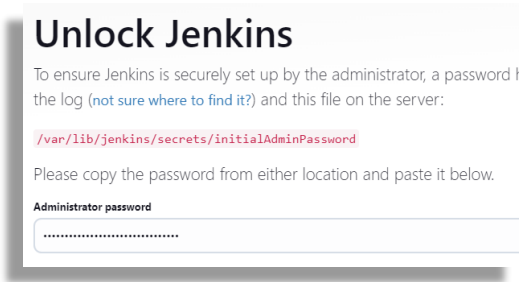 Unlock Jenkins
To ensure Jenkins is securely set up by the administrator, a password
the log (not sure where to find it?) and this file on the server:
/var/lib/jenkins/secrets/initialAdminPassword
Please copy the password from either location and paste it below.
Administrator password